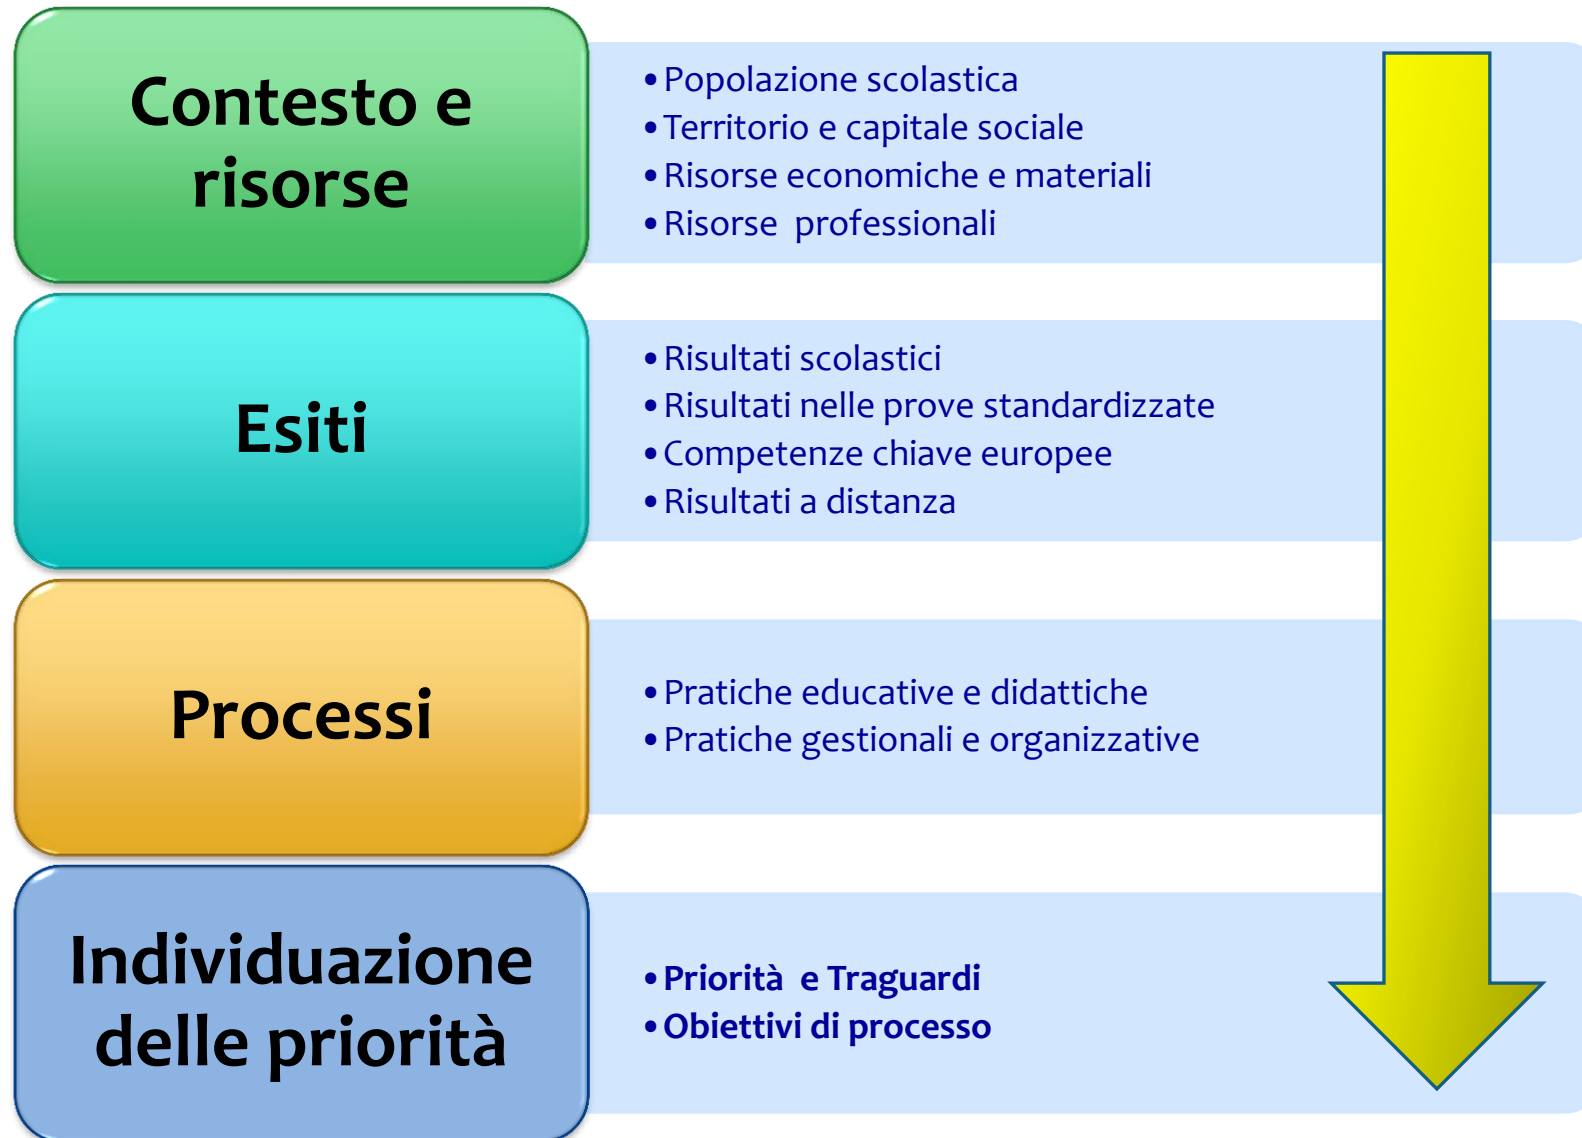 Contesto e
risorse
•Popolazione scolastica
•Territorio e capitale sociale
•Risorse economiche e materiali
•Risorse  professionali
Esiti
•Risultati scolastici
•Risultati nelle prove standardizzate
•Competenze chiave europee
•Risultati a distanza
Processi
•Pratiche educative e didattiche
•Pratiche gestionali e organizzative
Individuazione
delle priorità
•Priorità  e Traguardi
•Obiettivi di processo